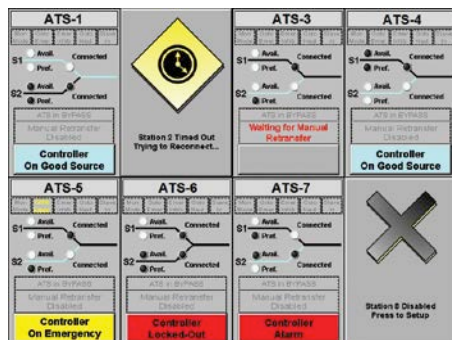 ATS-1
Avail.
S1
Connected
Pref.
Avail.
S2
Connected
Pref.
ATS in BYPASS
Manual Retransfer
Disabled
Controller
On Good Source
Station 2 Timed Out
Trying to Reconnect...
ATS-3
Avail.
S1
Connected
Pref.
Avail.
S2
Connected
Pref.
ATS in BYPASS
Waiting for Manual
Retransfer
ATS-4
Avail.
S1
Connected
Pref.
Avail.
S2
Connected
Pref.
ATS in BYPASS
Manual Retransfer
Disabled
Controller
On Good Source
ATS-5
Avail.
S1
Connected
Pref.
Avail.
S2
Connected
Pref.
ATS in BYPASS
Manual Retransfer
Disabled
Controller
On Emergency
ATS-6
Avail.
S1
Connected
Pref.
Avail.
S2
Connected
Pref.
ATS in BYPASS
Manual Retransfer
Disabled
Controller
Locked-Out
ATS-7
Avail.
S1
Connected
Pref.
Avail.
S2
Connected
Pref.
ATS in BYPASS
Manual Retransfer
Disabled
Controller
Alarm
Station 8 Disabled
Press to Setup